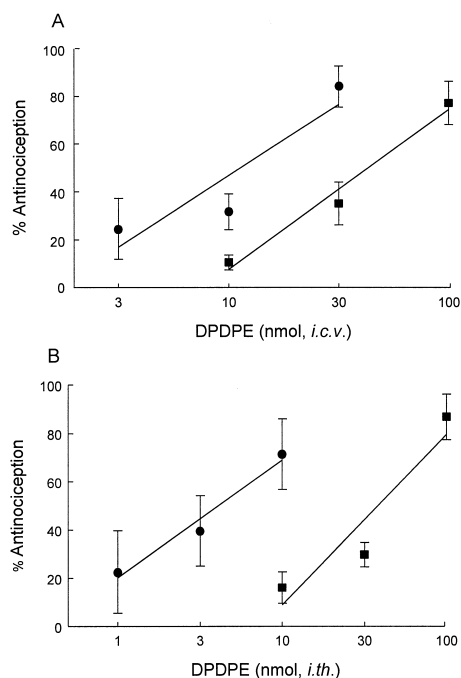 A
% Antinociception
100
80
60
40
20
0
3 10 30 100
DPDPE (nmol, i.c.v.)
B
% Antinociception
100
80
60
40
20
0
1 3 10 30 100
DPDPE (nmol, i.th.)